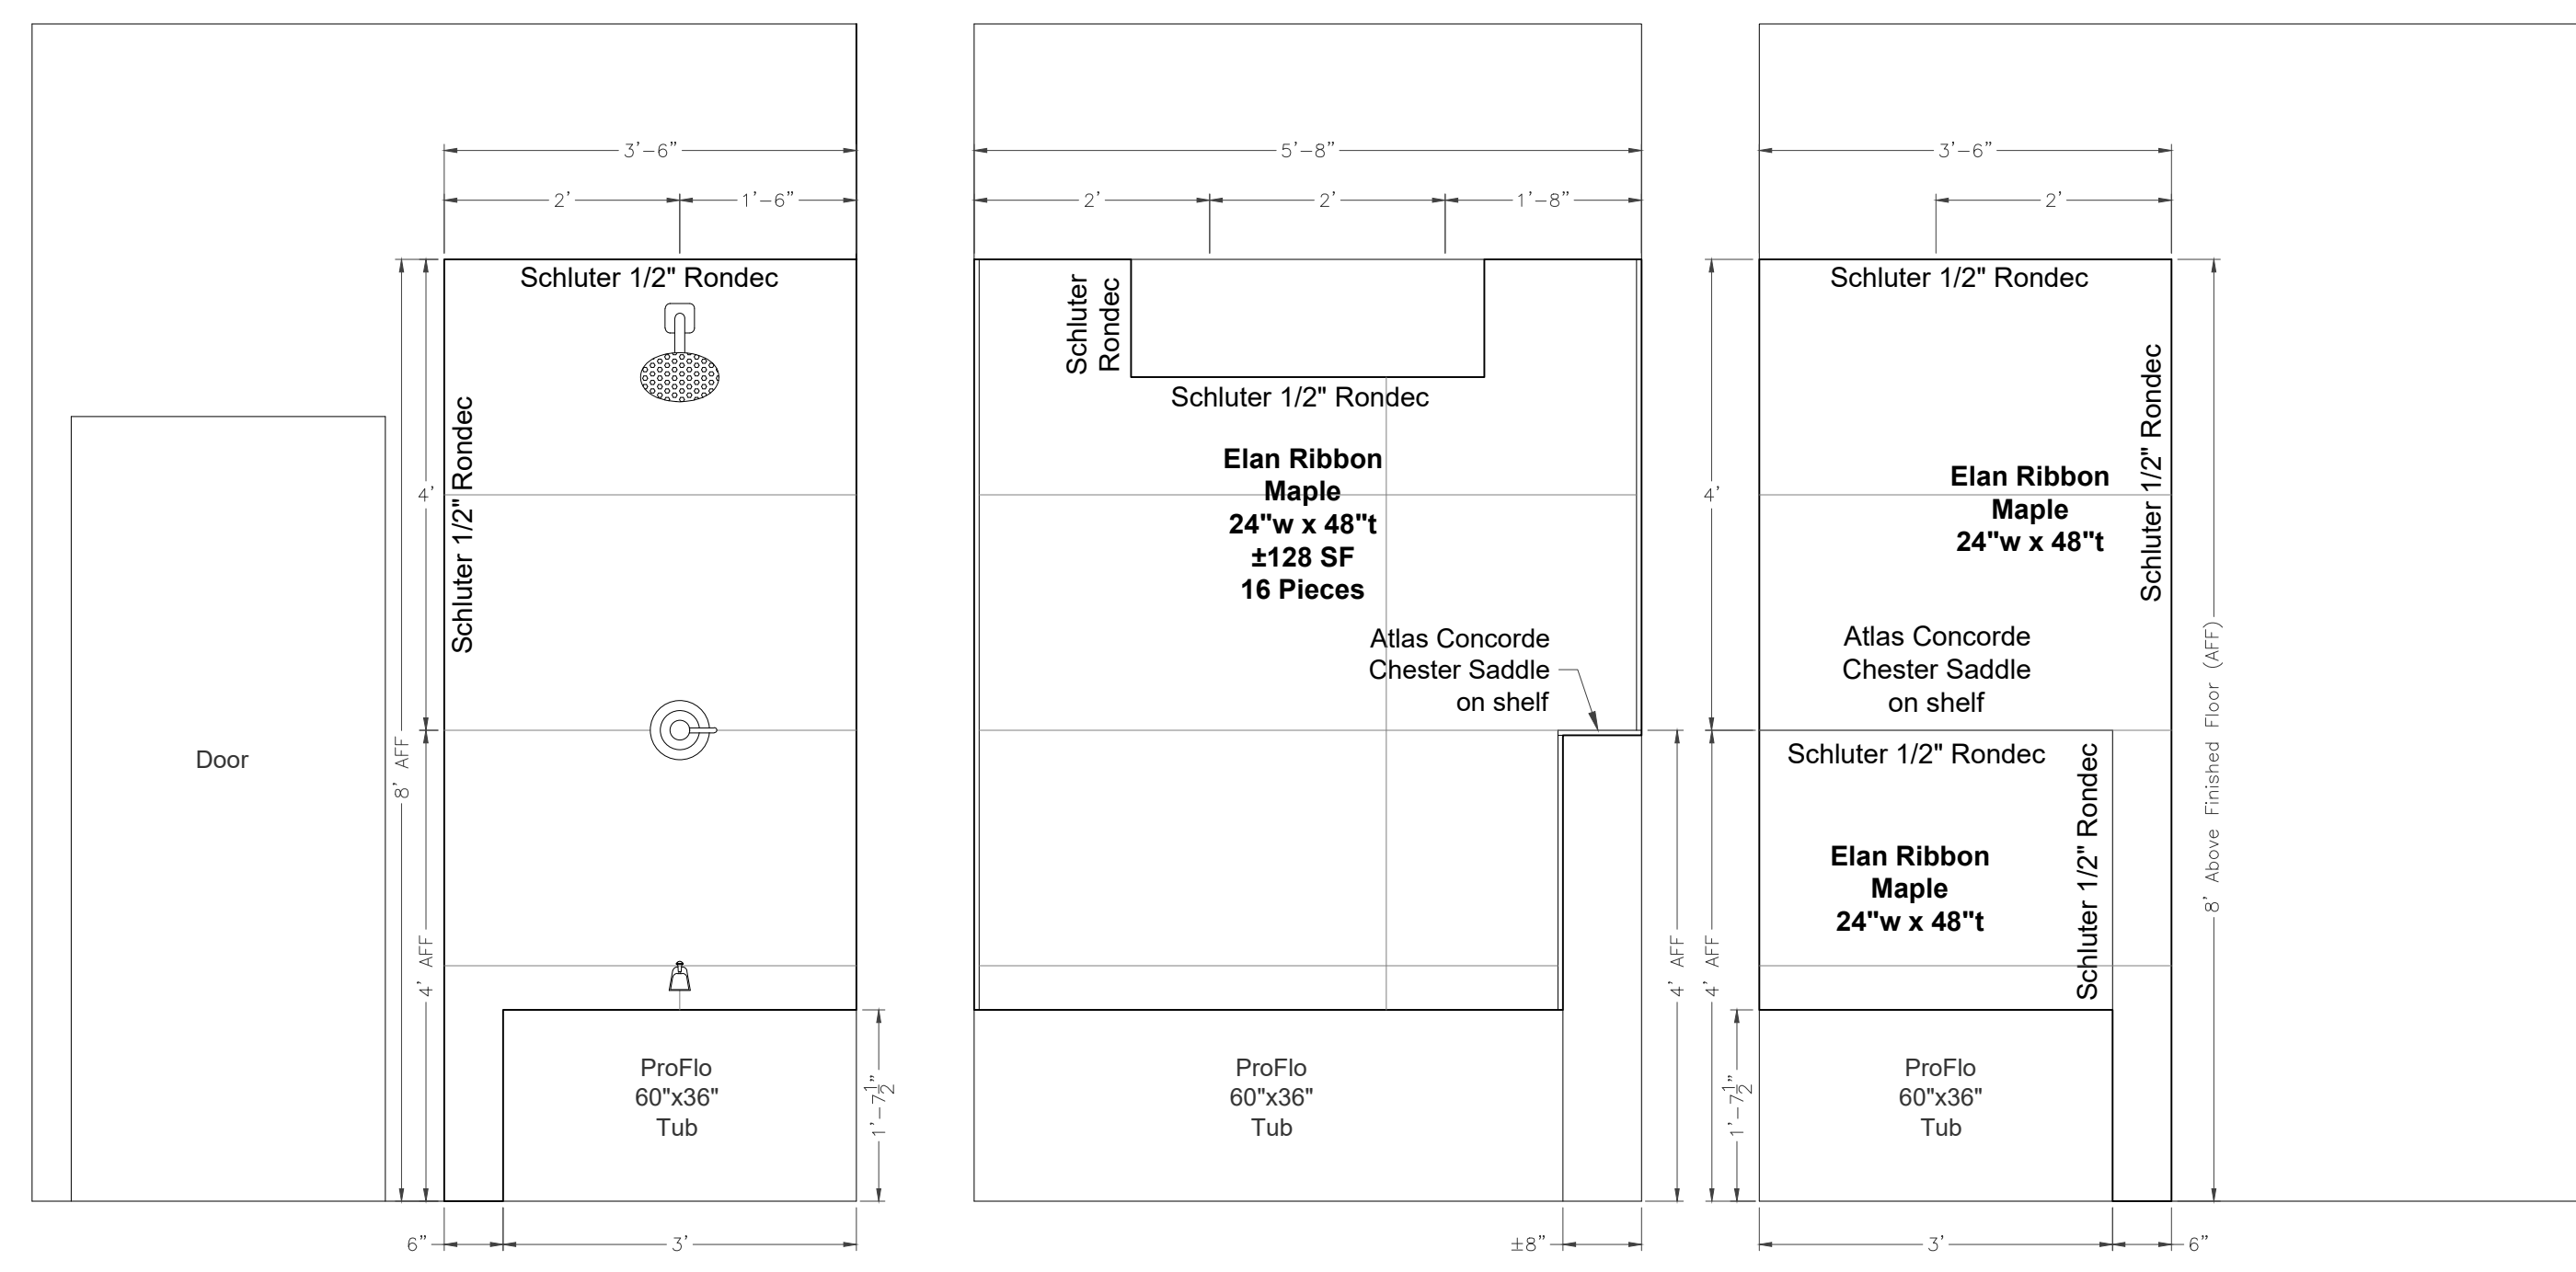 3'-6"
2'
1'-6"
Schluter 1/2" Rondec
Schluter 1/2" Rondec
4'
8' AFF
4' AFF
Door
ProFlo
60"x36"
Tub
1'-7 1/2"
6"
3'
5'-8"
2'
2'
1'-8"
Schluter
Rondec
Schluter 1/2" Rondec
Elan Ribbon
Maple
24"w x 48"t
±128 SF
16 Pieces
Atlas Concorde
Chester Saddle
on shelf
4' AFF
ProFlo
60"x36"
Tub
±8"
3'-6"
2'
Schluter 1/2" Rondec
Schluter 1/2" Rondec
4'
Elan Ribbon
Maple
24"w x 48"t
Atlas Concorde
Chester Saddle
on shelf
Schluter 1/2" Rondec
Schluter 1/2" Rondec
Elan Ribbon
Maple
24"w x 48"t
8' Above Finished Floor (AFF)
4' AFF
1'-7 1/2"
ProFlo
60"x36"
Tub
3'
6"